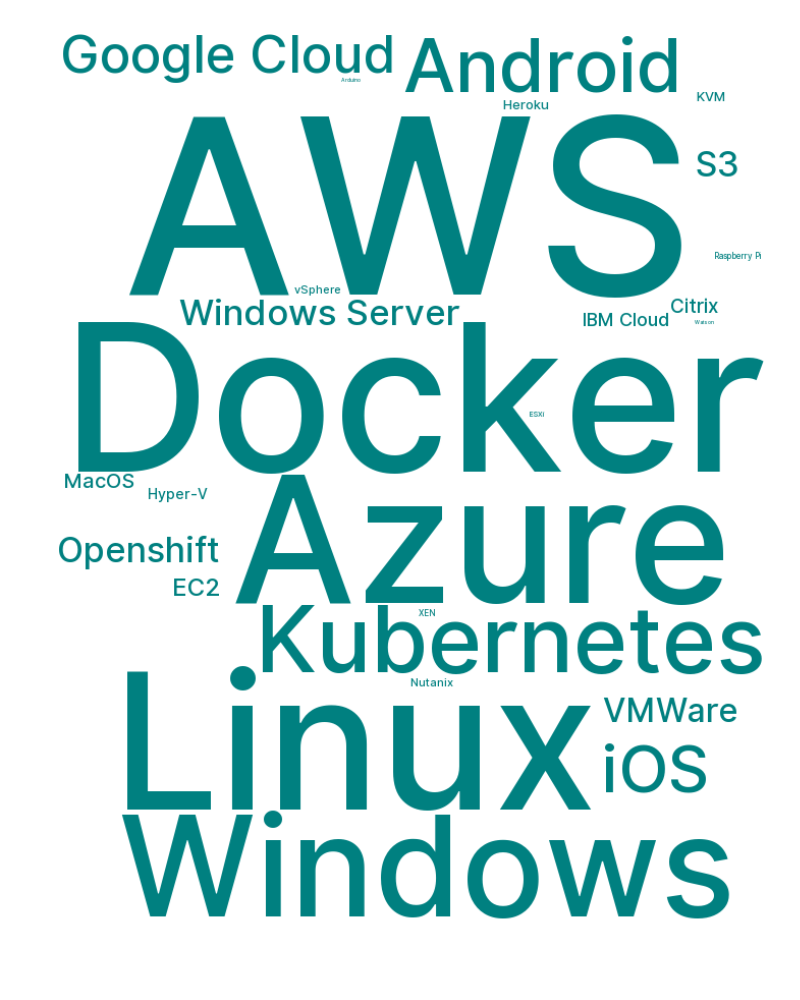 Google Cloud
Android
Arduino
KVM
Heroku
AWS
S3
Raspberry Pi
vSphere
Windows Server
Citrix
IBM Cloud
Watson
Docker
ESXi
MacOS
Hyper-V
Azure
Openshift
EC2
Kubernetes
XEN
Nutanix
Linux
VMWare
iOS
Windows